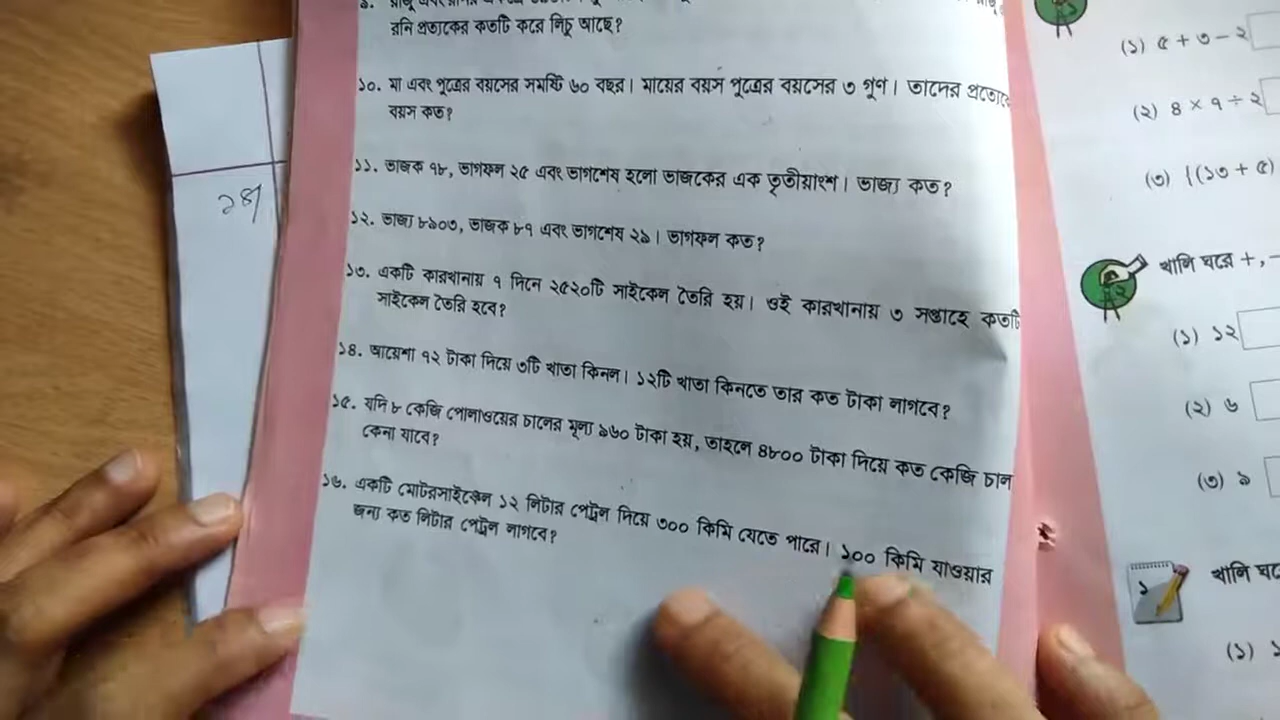 রনি প্রত্যেকের কতটি করে লিচু আছে?
১০. মা এবং পুত্রের বয়সের সমষ্টি ৬০ বছর। মায়ের বয়স পুত্রের বয়সের ৩ গুণ। তাদের প্রত্যেকের
বয়স কত?
১১. ভাজক ৭৮, ভাগফল ২৫ এবং ভাগশেষ হলো ভাজকের এক তৃতীয়াংশ। ভাজ্য কত?
১২. ভাজ্য ৮৯০৩, ভাজক ৮৭ এবং ভাগশেষ ২৯। ভাগফল কত?
১৩. একটি কারখানায় ৭ দিনে ২৫২০টি সাইকেল তৈরি হয়। ওই কারখানায় ৩ সপ্তাহে কতটি
সাইকেল তৈরি হবে?
১৪. আয়েশা ৭২ টাকা দিয়ে ৩টি খাতা কিনল। ১২টি খাতা কিনতে তার কত টাকা লাগবে?
১৫. যদি ৮ কেজি পোলাওয়ের চালের মূল্য ৯৬০ টাকা হয়, তাহলে ৪৮০০ টাকা দিয়ে কত কেজি চাল
কেনা যাবে?
১৬. একটি মোটরসাইকেল ১২ লিটার পেট্রল দিয়ে ৩০০ কিমি যেতে পারে। ১০০ কিমি যাওয়ার
জন্য কত লিটার পেট্রল লাগবে?
১৪/
(১) ৫ + ৩ – ২
(২) ৪ × ৭ ÷ ২
(৩) {(১৩ + ৫)
খালি ঘরে +, –
(১) ১২
(২) ৬
(৩) ৯
১
খালি ঘরে
(১)